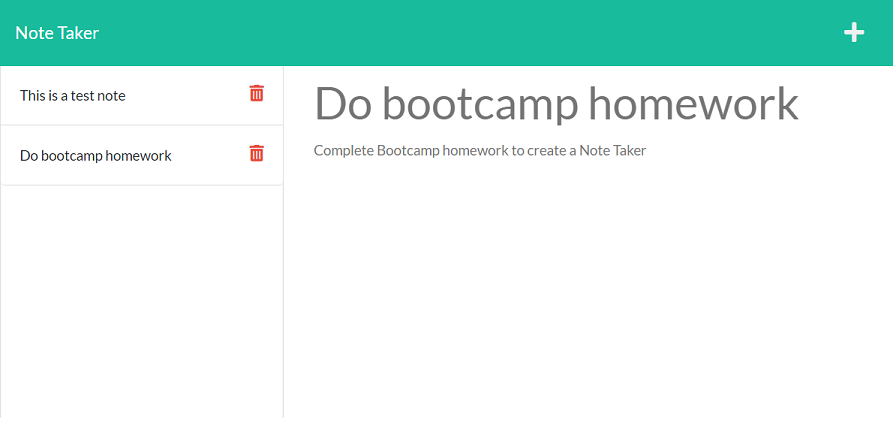 Note Taker
This is a test note
Do bootcamp homework
Do bootcamp homework
Complete Bootcamp homework to create a Note Taker